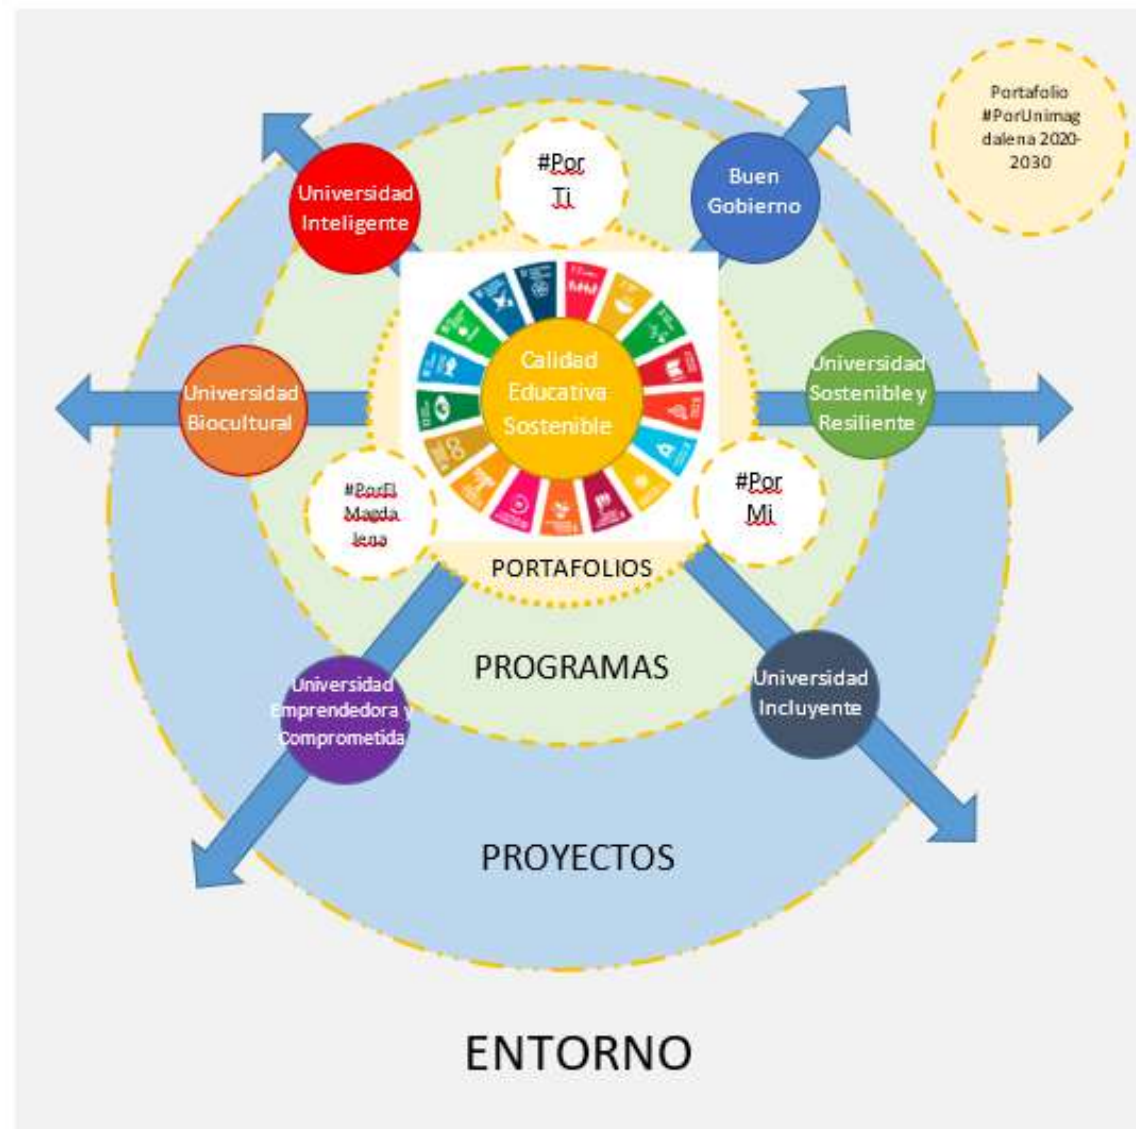 Portafolio
#PorUnimag
dalena 2020-
2030
#Por
Ti
Universidad
Inteligente
Buen
Gobierno
Calidad
Educativa
Sostenible
Universidad
Biocultural
Universidad
Sostenible y
Resiliente
#PorEl
Magda
lena
#Por
Mi
PORTAFOLIOS
PROGRAMAS
Universidad
Emprendedora y
Comprometida
Universidad
Incluyente
PROYECTOS
ENTORNO